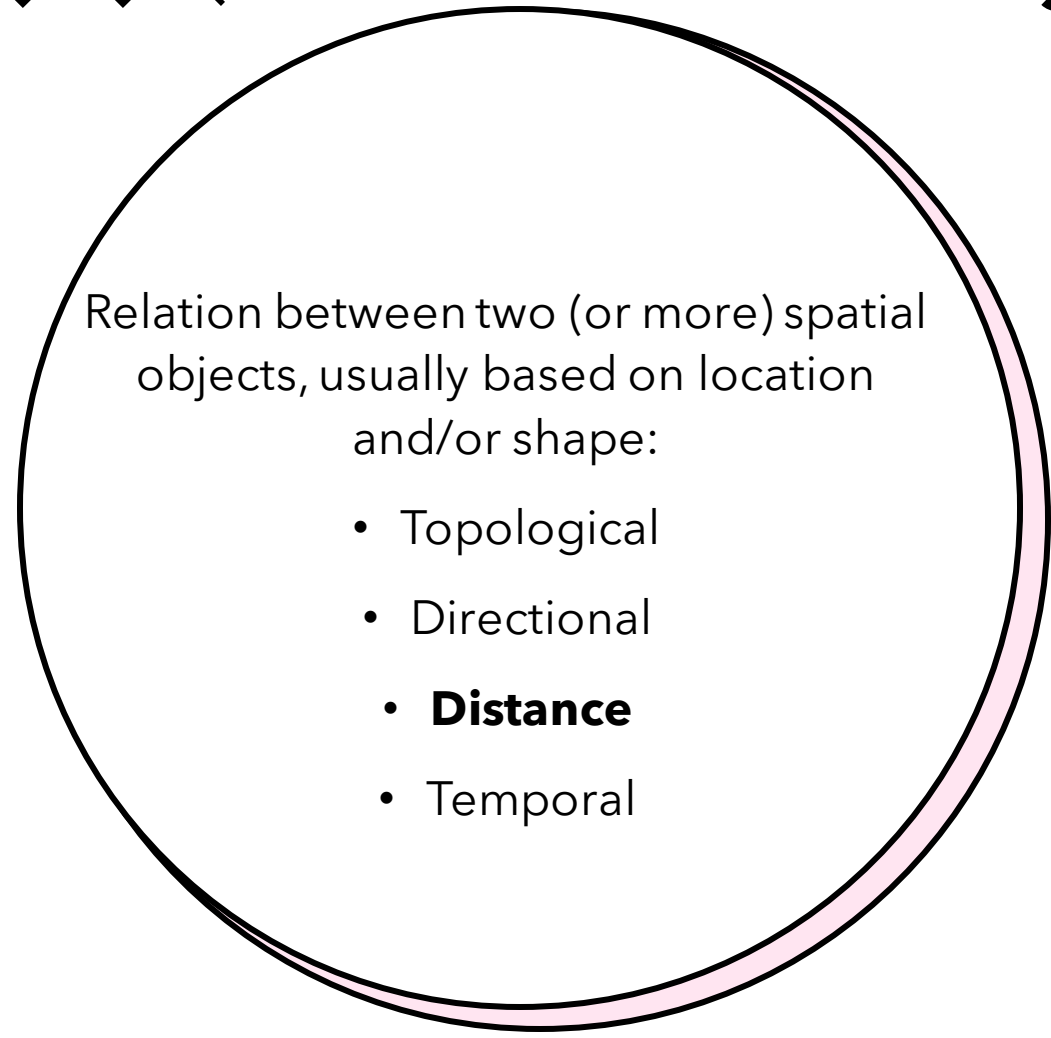 Relation between two (or more) spatial
objects, usually based on location
and/or shape:
• Topological
• Directional
• Distance
• Temporal